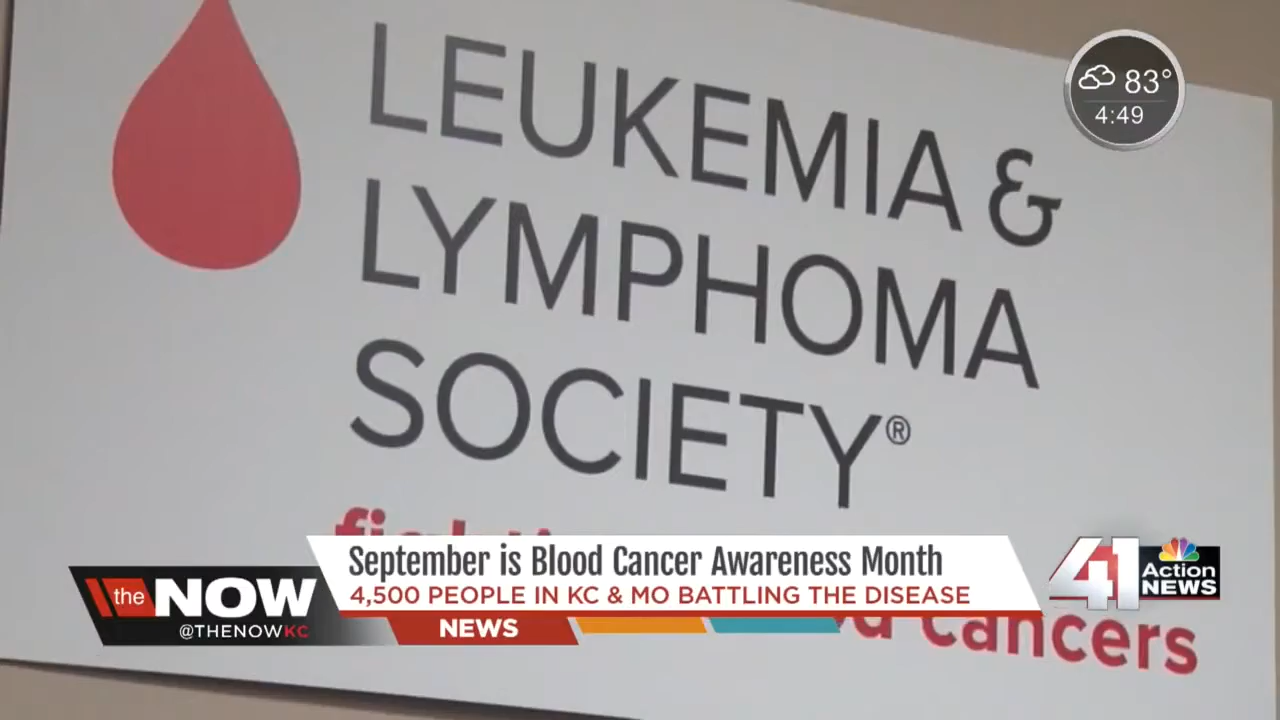 LEUKEMIA &
LYMPHOMA
SOCIETY®
83°
4:49
September is Blood Cancer Awareness Month
4,500 PEOPLE IN KC & MO BATTLING THE DISEASE
NEWS
the NOW
@THENOWKC
41 Action NEWS
cancers